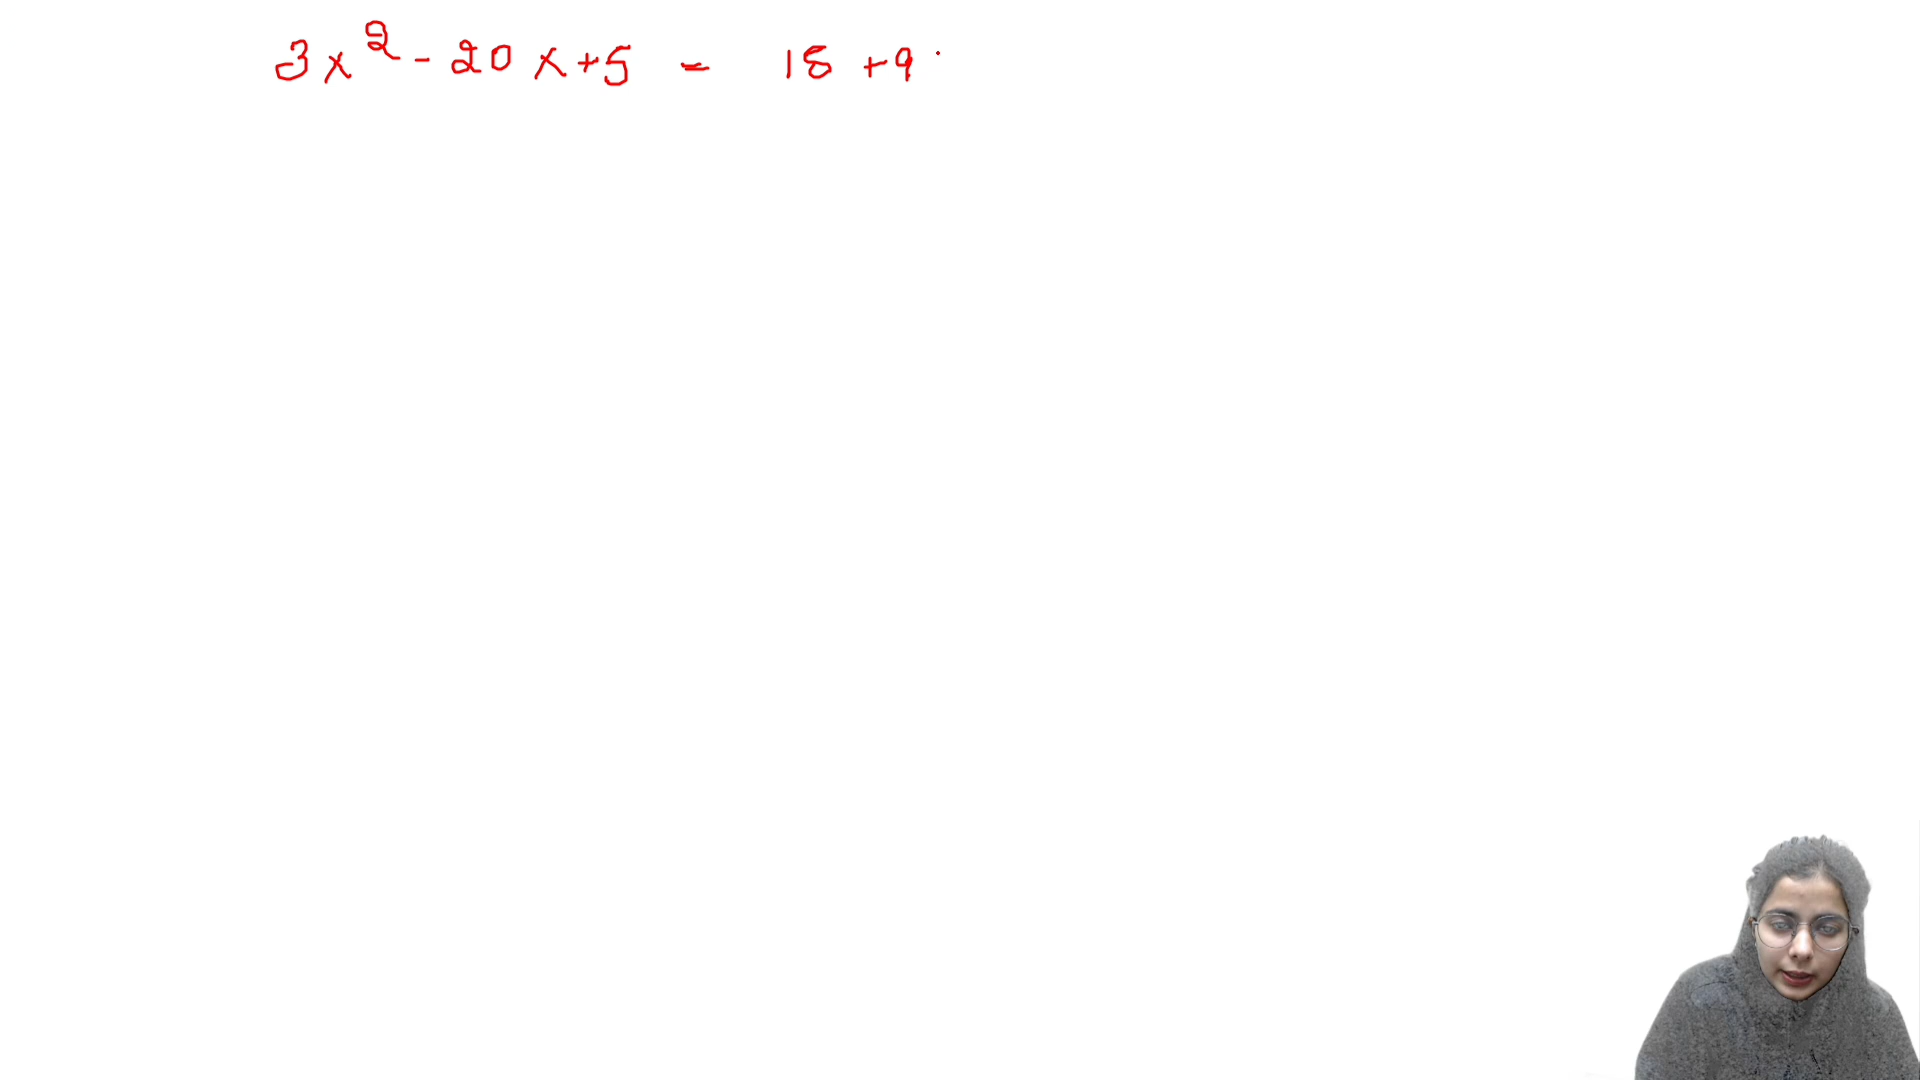 3x² - 20x + 5 = 18 + 9